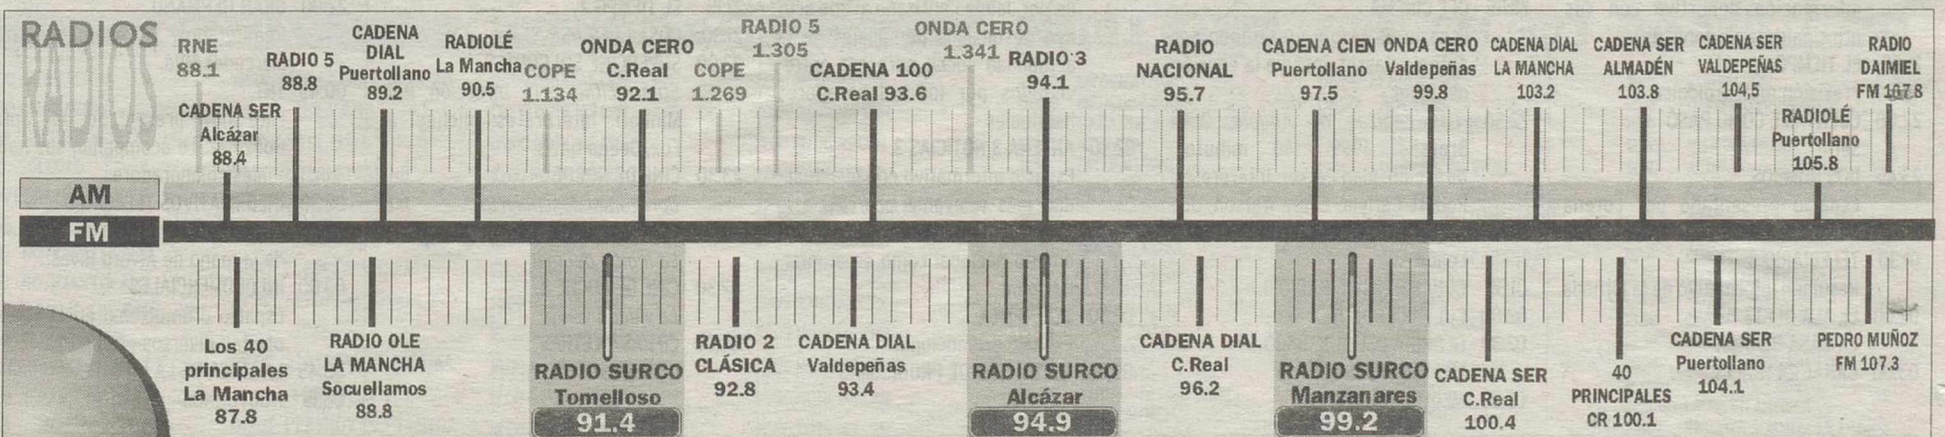 RADIOS
RADIOS
RNE
88.1
CADENA SER
Alcázar
88.4
RADIO 5
88.8
CADENA
DIAL
Puertollano
89.2
RADIOLÉ
La Mancha
90.5
COPE
1.134
ONDA CERO
C.Real
92.1
COPE
1.269
RADIO 5
1.305
CADENA 100
C.Real 93.6
ONDA CERO
1.341
RADIO 3
94.1
RADIO
NACIONAL
95.7
CADENA CIEN
Puertollano
97.5
ONDA CERO
Valdepeñas
99.8
CADENA DIAL
LA MANCHA
103.2
CADENA SER
ALMADÉN
103.8
CADENA SER
VALDEPEÑAS
104,5
RADIOLÉ
Puertollano
105.8
RADIO
DAIMIEL
FM 107.8
AM
FM
Los 40
principales
La Mancha
87.8
RADIO OLE
LA MANCHA
Socuellamos
88.8
RADIO SURCO
Tomelloso
91.4
RADIO 2
CLÁSICA
92.8
CADENA DIAL
Valdepeñas
93.4
RADIO SURCO
Alcázar
94.9
CADENA DIAL
C.Real
96.2
RADIO SURCO
Manzanares
99.2
CADENA SER
C.Real
100.4
40
PRINCIPALES
CR 100.1
CADENA SER
Puertollano
104.1
PEDRO MUÑOZ
FM 107.3